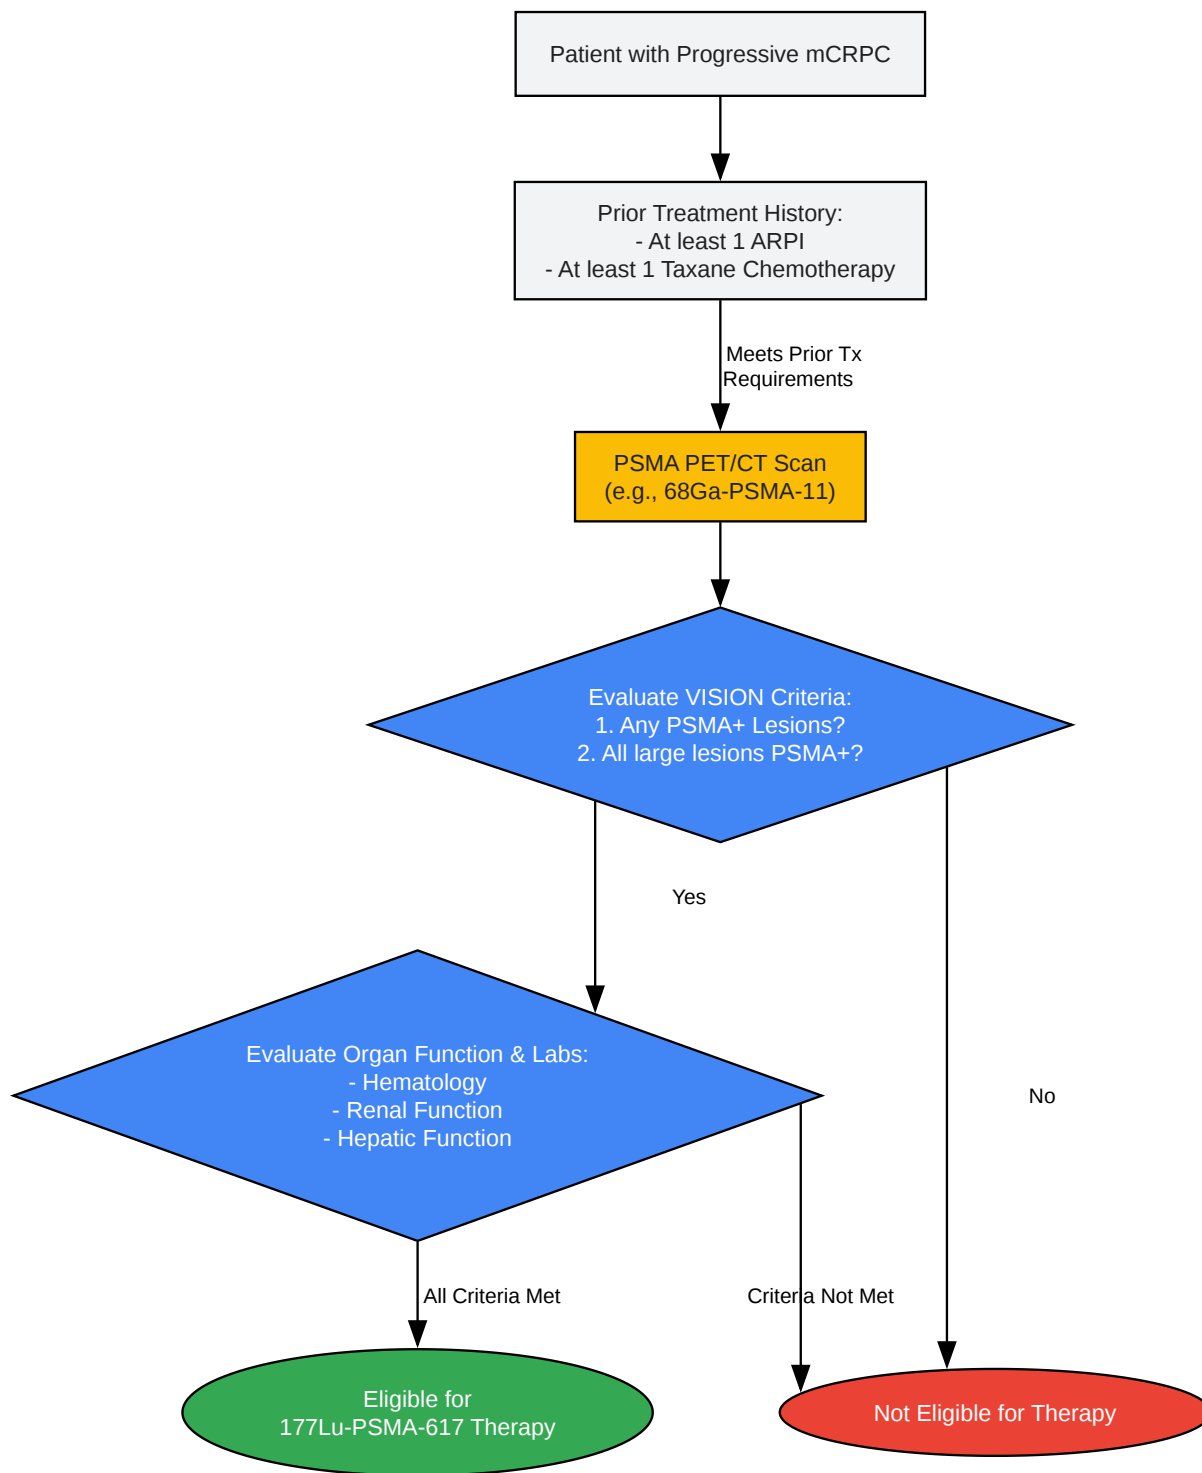 Patient with Progressive mCRPC
Prior Treatment History:
- At least 1 ARPI
- At least 1 Taxane Chemotherapy
Meets Prior Tx
Requirements
PSMA PET/CT Scan
(e.g., 68Ga-PSMA-11)
Evaluate VISION Criteria:
1. Any PSMA+ Lesions?
2. All large lesions PSMA+?
Yes
No
Evaluate Organ Function & Labs:
- Hematology
- Renal Function
- Hepatic Function
All Criteria Met
Criteria Not Met
Eligible for
177Lu-PSMA-617 Therapy
Not Eligible for Therapy